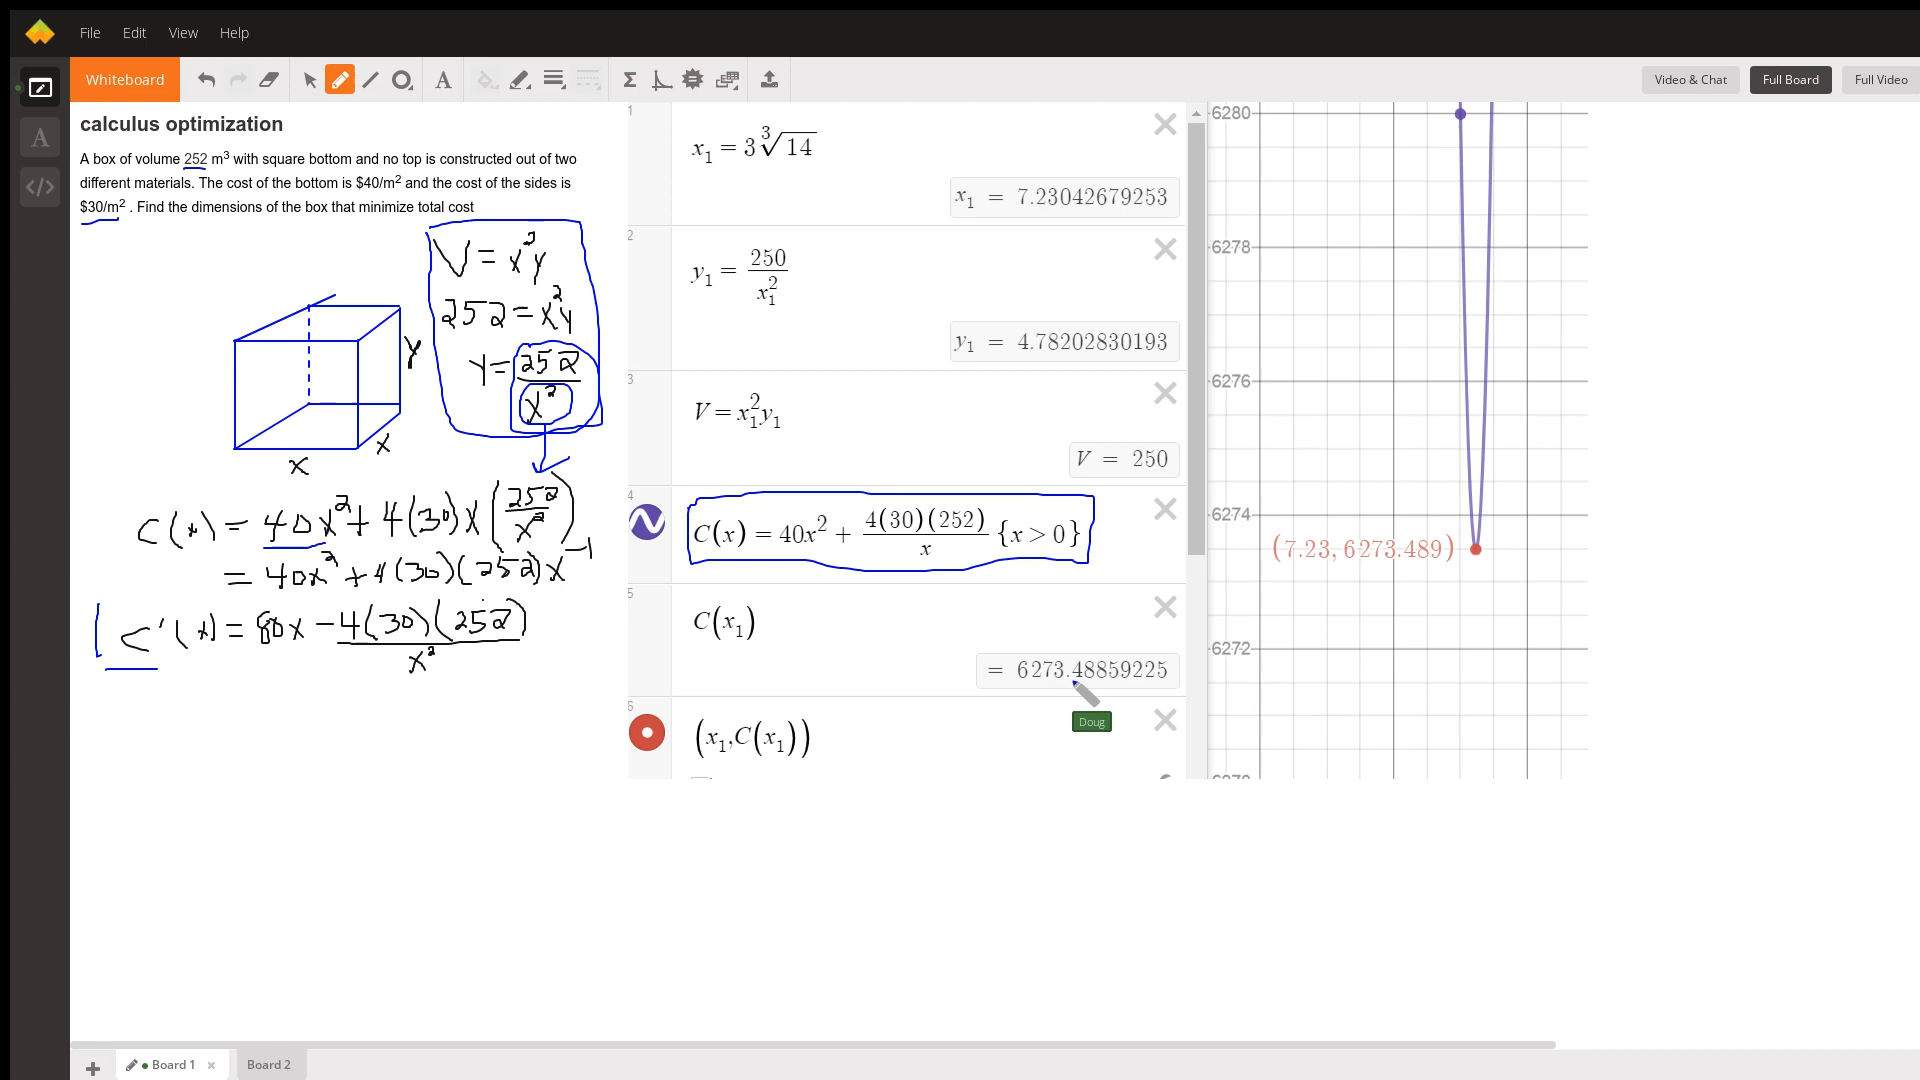 File Edit View Help
Whiteboard
Video & Chat Full Board Full Video
calculus optimization
A box of volume 252 m³ with square bottom and no top is constructed out of two
different materials. The cost of the bottom is $40/m² and the cost of the sides is
$30/m² . Find the dimensions of the box that minimize total cost
V = x²y
252 = x²y
y = 252/x²
y
x
x
C(x) = 40x² + 4(30)x(252/x²)
= 40x² + 4(30)(252)x⁻¹
C'(x) = 80x - 4(30)(252)/x²
1
x₁ = 3∛14
x₁ = 7.23042679253
2
y₁ = 250/x₁²
y₁ = 4.78202830193
3
V = x₁²y₁
V = 250
4
C(x) = 40x² + 4(30)(252)/x {x > 0}
5
C(x₁)
= 6273.48859225
Doug
6
(x₁,C(x₁))
6280
6278
6276
6274
(7.23, 6273.489)
6272
Board 1 Board 2